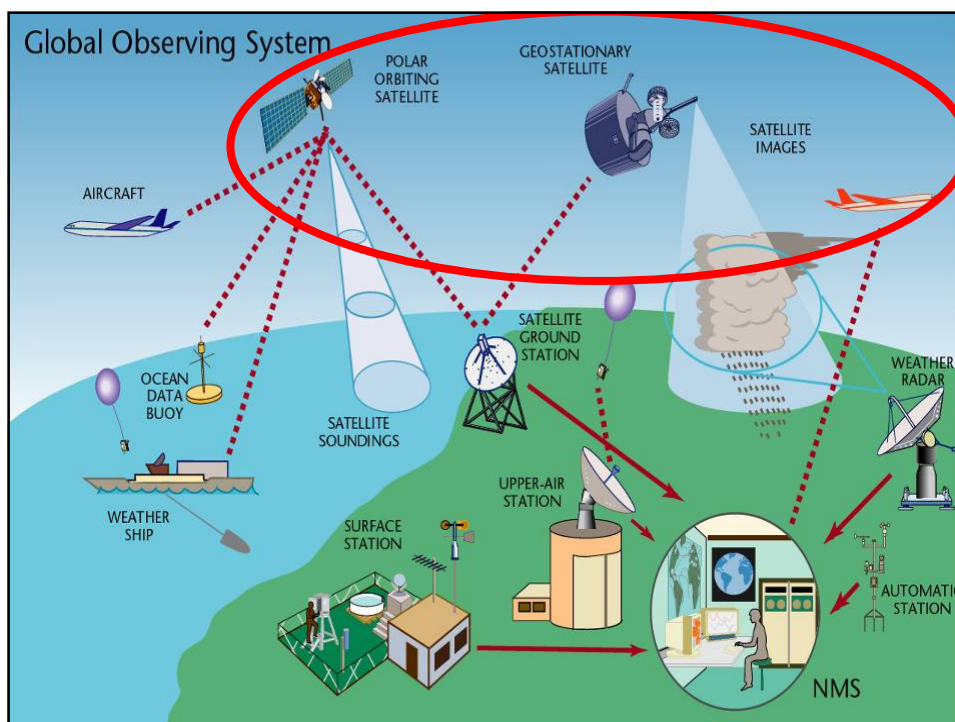 Global Observing System
POLAR
ORBITING
SATELLITE
GEOSTATIONARY
SATELLITE
SATELLITE
IMAGES
AIRCRAFT
SATELLITE
GROUND
STATION
WEATHER
RADAR
OCEAN
DATA
BUOY
SATELLITE
SOUNDINGS
UPPER-AIR
STATION
WEATHER
SHIP
SURFACE
STATION
AUTOMATIC
STATION
NMS